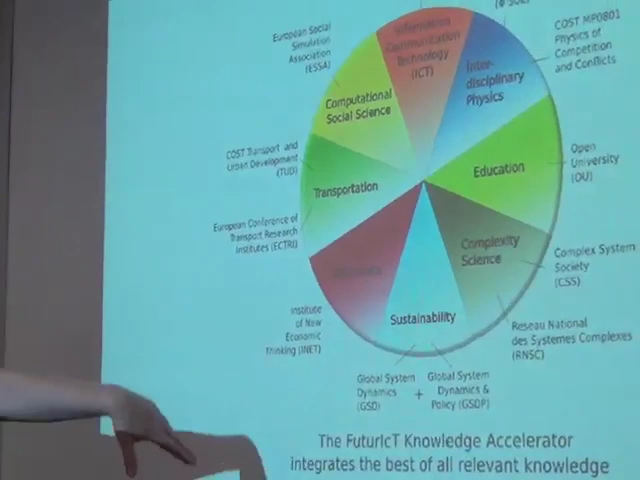 European Social
Simulation
Association
(ESSA)
Information
Communication
Technology
(ICT)
Inter-
disciplinary
Physics
COST MP0801
Physics of
Competition
and Conflicts
Computational
Social Science
COST Transport and
Urban Development
(TUD)
Transportation
Education
Open
University
(OU)
European Conference of
Transport Research
Institutes (ECTRI)
Complexity
Science
Complex System
Society
(CSS)
Institute
of New
Economic
Thinking (INET)
Sustainability
Reseau National
des Systemes Complexes
(RNSC)
Global System
Dynamics
(GSD)
+
Global System
Dynamics &
Policy (GSDP)
The FuturIcT Knowledge Accelerator
integrates the best of all relevant knowledge